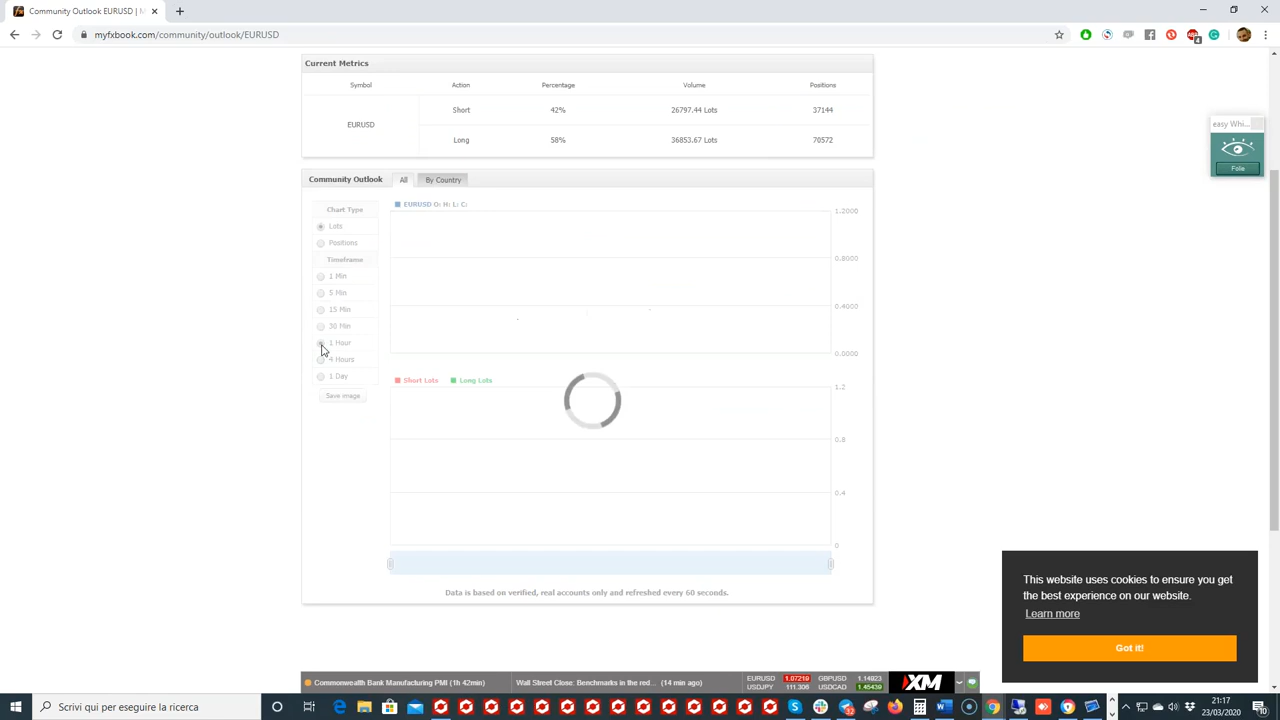 Community Outlook EURUSD | M
myfxbook.com/community/outlook/EURUSD
4
Current Metrics
Symbol Action Percentage Volume Positions
EURUSD
Short 42% 26797.44 Lots 37144
Long 58% 36853.67 Lots 70572
easy Whi...
Folie
Community Outlook All By Country
Chart Type
Lots
Positions
Timeframe
1 Min
5 Min
15 Min
30 Min
1 Hour
4 Hours
1 Day
Save image
EURUSD O: H: L: C:
1.2000
0.8000
0.4000
0.0000
Short Lots Long Lots
1.2
0.8
0.4
0
Data is based on verified, real accounts only and refreshed every 60 seconds.
This website uses cookies to ensure you get
the best experience on our website.
Learn more
Got it!
Commonwealth Bank Manufacturing PMI (1h 42min) Wall Street Close: Benchmarks in the red... (14 min ago)
EURUSD 1.07219 GBPUSD 1.14923
USDJPY 111.306 USDCAD 1.45439
XM
Scrivi qui per eseguire la ricerca
21:17
23/03/2020